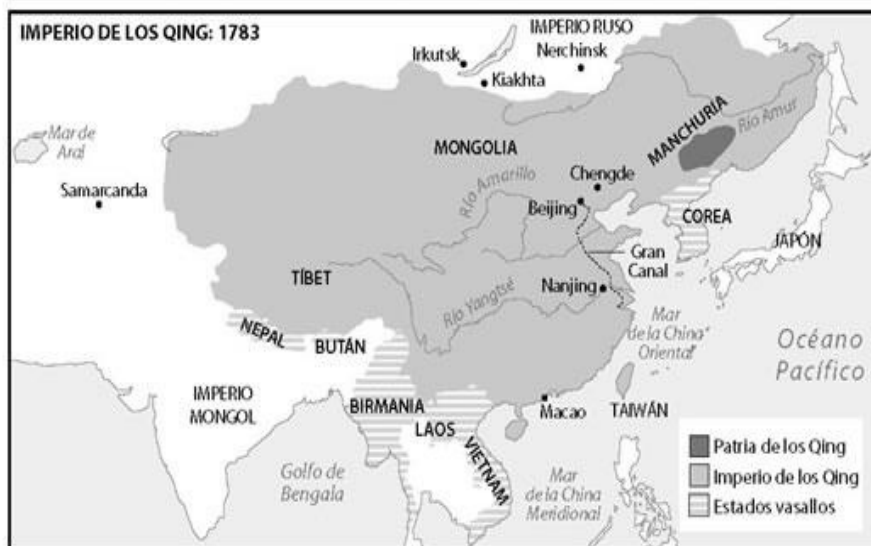 IMPERIO DE LOS QING: 1783
IMPERIO RUSO
Irkutsk
Nerchinsk
Kiakhta
Mar de
Aral
Samarcanda
MONGOLIA
MANCHURIA
Río Amur
Río Amarillo
Chengde
Beijing
COREA
JAPÓN
Gran
Canal
TÍBET
Nanjing
Río Yangtsé
NEPAL
BUTÁN
Mar
de la China
Oriental
Océano
Pacífico
IMPERIO
MONGOL
BIRMANIA
LAOS
VIETNAM
Macao
TAIWÁN
Golfo de
Bengala
Mar
de la China
Meridional
Patria de los Qing
Imperio de los Qing
Estados vasallos